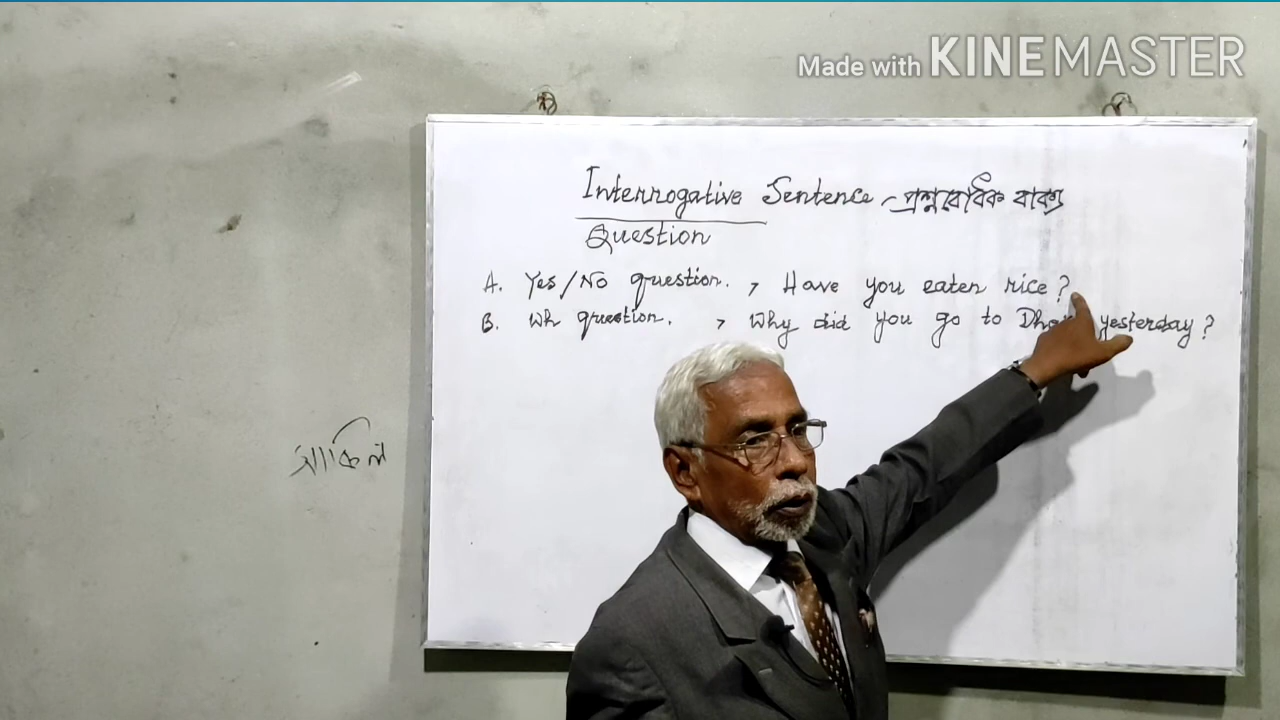 Made with KINEMASTER
Interrogative Sentence - প্রশ্নবোধক বাক্য
Question
A. Yes/No question. , Have you eaten rice?
B. Wh question. , Why did you go to yesterday?